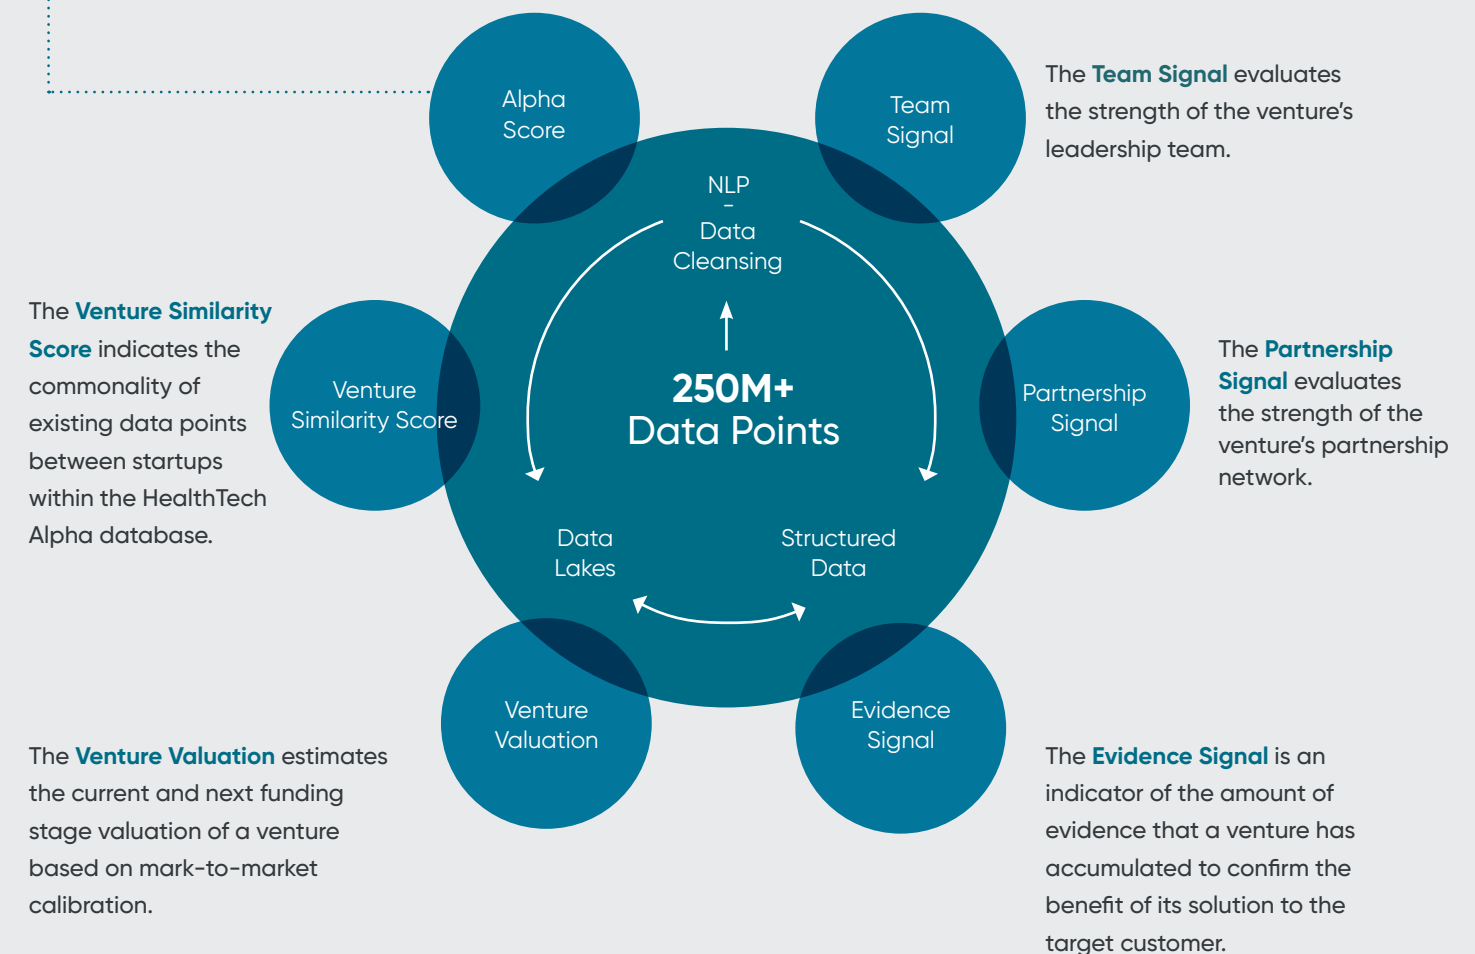 Alpha
Score
Team
Signal
The Team Signal evaluates
the strength of the venture's
leadership team.
NLP
–
Data
Cleansing
250M+
Data Points
Data
Lakes
Structured
Data
The Venture Similarity
Score indicates the
commonality of
existing data points
between startups
within the HealthTech
Alpha database.
Venture
Similarity Score
Partnership
Signal
The Partnership
Signal evaluates
the strength of the
venture's partnership
network.
The Venture Valuation estimates
the current and next funding
stage valuation of a venture
based on mark-to-market
calibration.
Venture
Valuation
Evidence
Signal
The Evidence Signal is an
indicator of the amount of
evidence that a venture has
accumulated to confirm the
benefit of its solution to the
target customer.